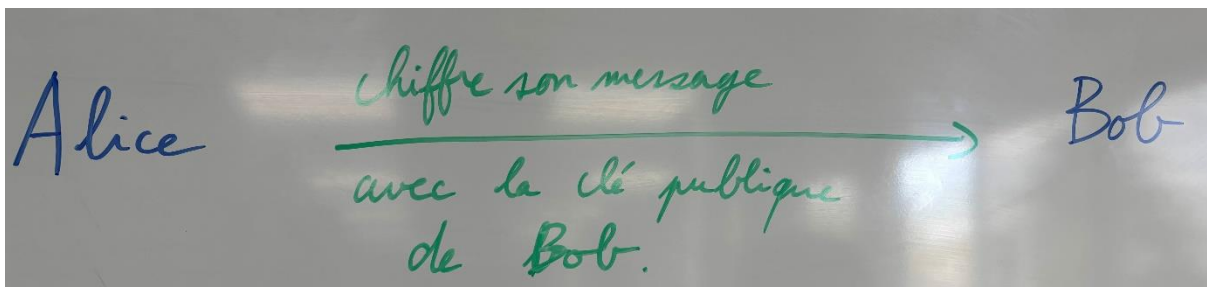 Alice
chiffre son message
avec la clé publique
de Bob.
Bob